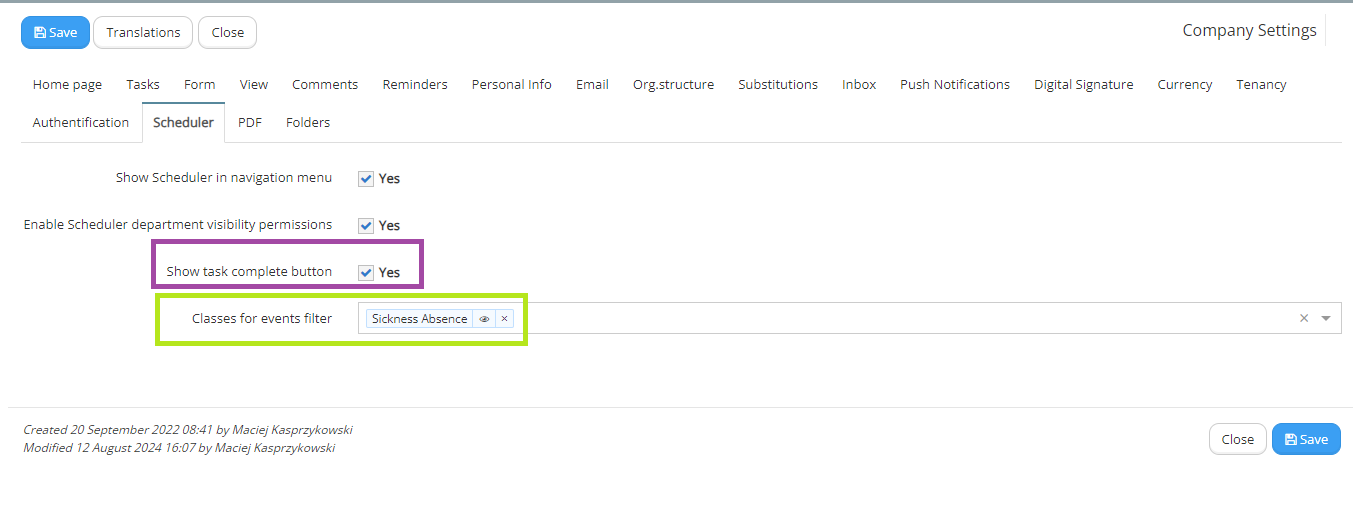 Save Translations Close
Company Settings
Home page Tasks Form View Comments Reminders Personal Info Email Org.structure Substitutions Inbox Push Notifications Digital Signature Currency Tenancy
Authentification Scheduler PDF Folders
Show Scheduler in navigation menu Yes
Enable Scheduler department visibility permissions Yes
Show task complete button Yes
Classes for events filter Sickness Absence × ×
Created 20 September 2022 08:41 by Maciej Kasprzykowski
Modified 12 August 2024 16:07 by Maciej Kasprzykowski
Close Save